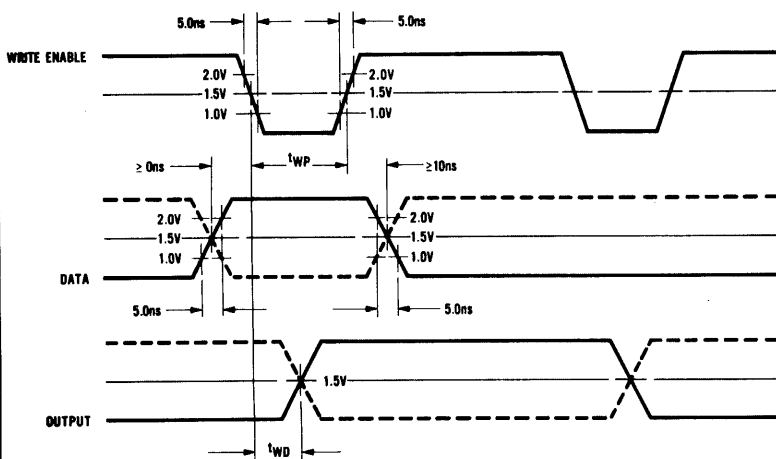 5.0ns 5.0ns
WRITE ENABLE
2.0V 2.0V
1.5V 1.5V
1.0V 1.0V
≥ 0ns tWP ≥10ns
2.0V 2.0V
1.5V 1.5V
1.0V 1.0V
DATA
5.0ns 5.0ns
1.5V
OUTPUT
tWD